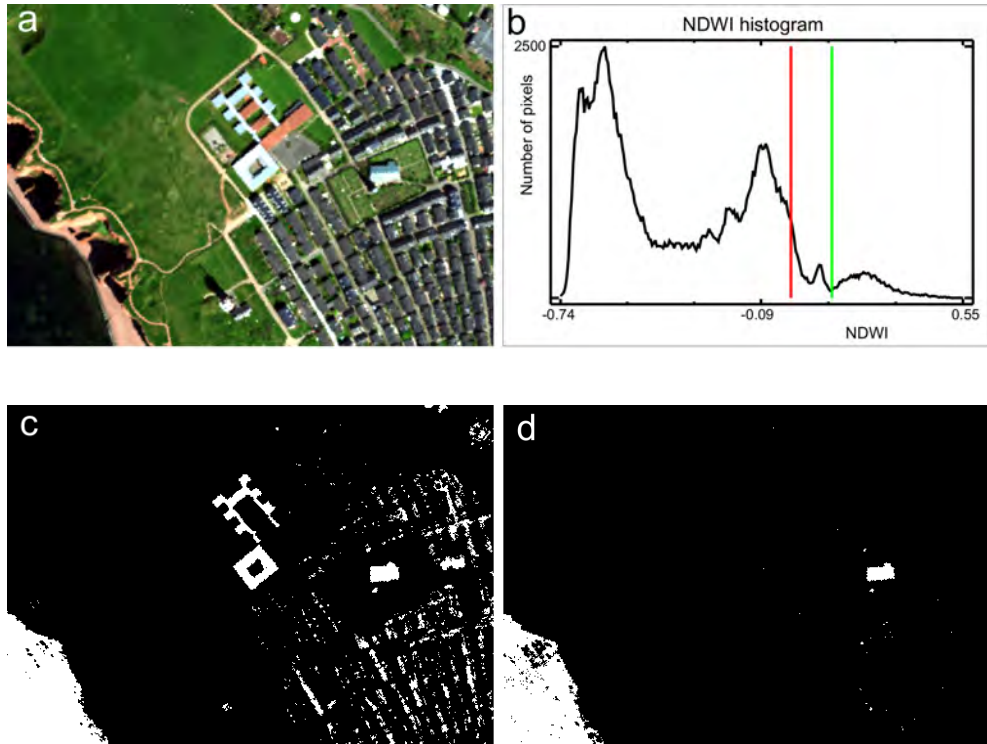 a
b
NDWI histogram
2500
Number of pixels
-0.74
-0.09
0.55
NDWI
c
d